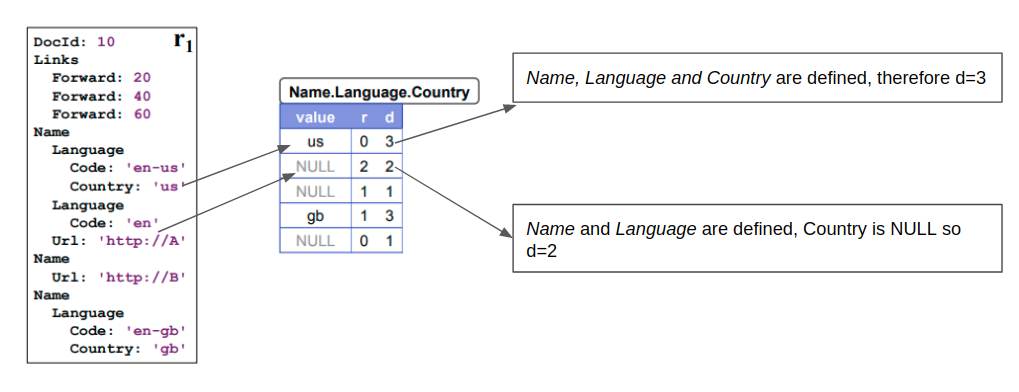 DocId: 10 r1
Links
Forward: 20
Forward: 40
Forward: 60
Name
Language
Code: 'en-us'
Country: 'us'
Language
Code: 'en'
Url: 'http://A'
Name
Url: 'http://B'
Name
Language
Code: 'en-gb'
Country: 'gb'
Name.Language.Country
value r d
us 0 3
NULL 2 2
NULL 1 1
gb 1 3
NULL 0 1
Name, Language and Country are defined, therefore d=3
Name and Language are defined, Country is NULL so
d=2